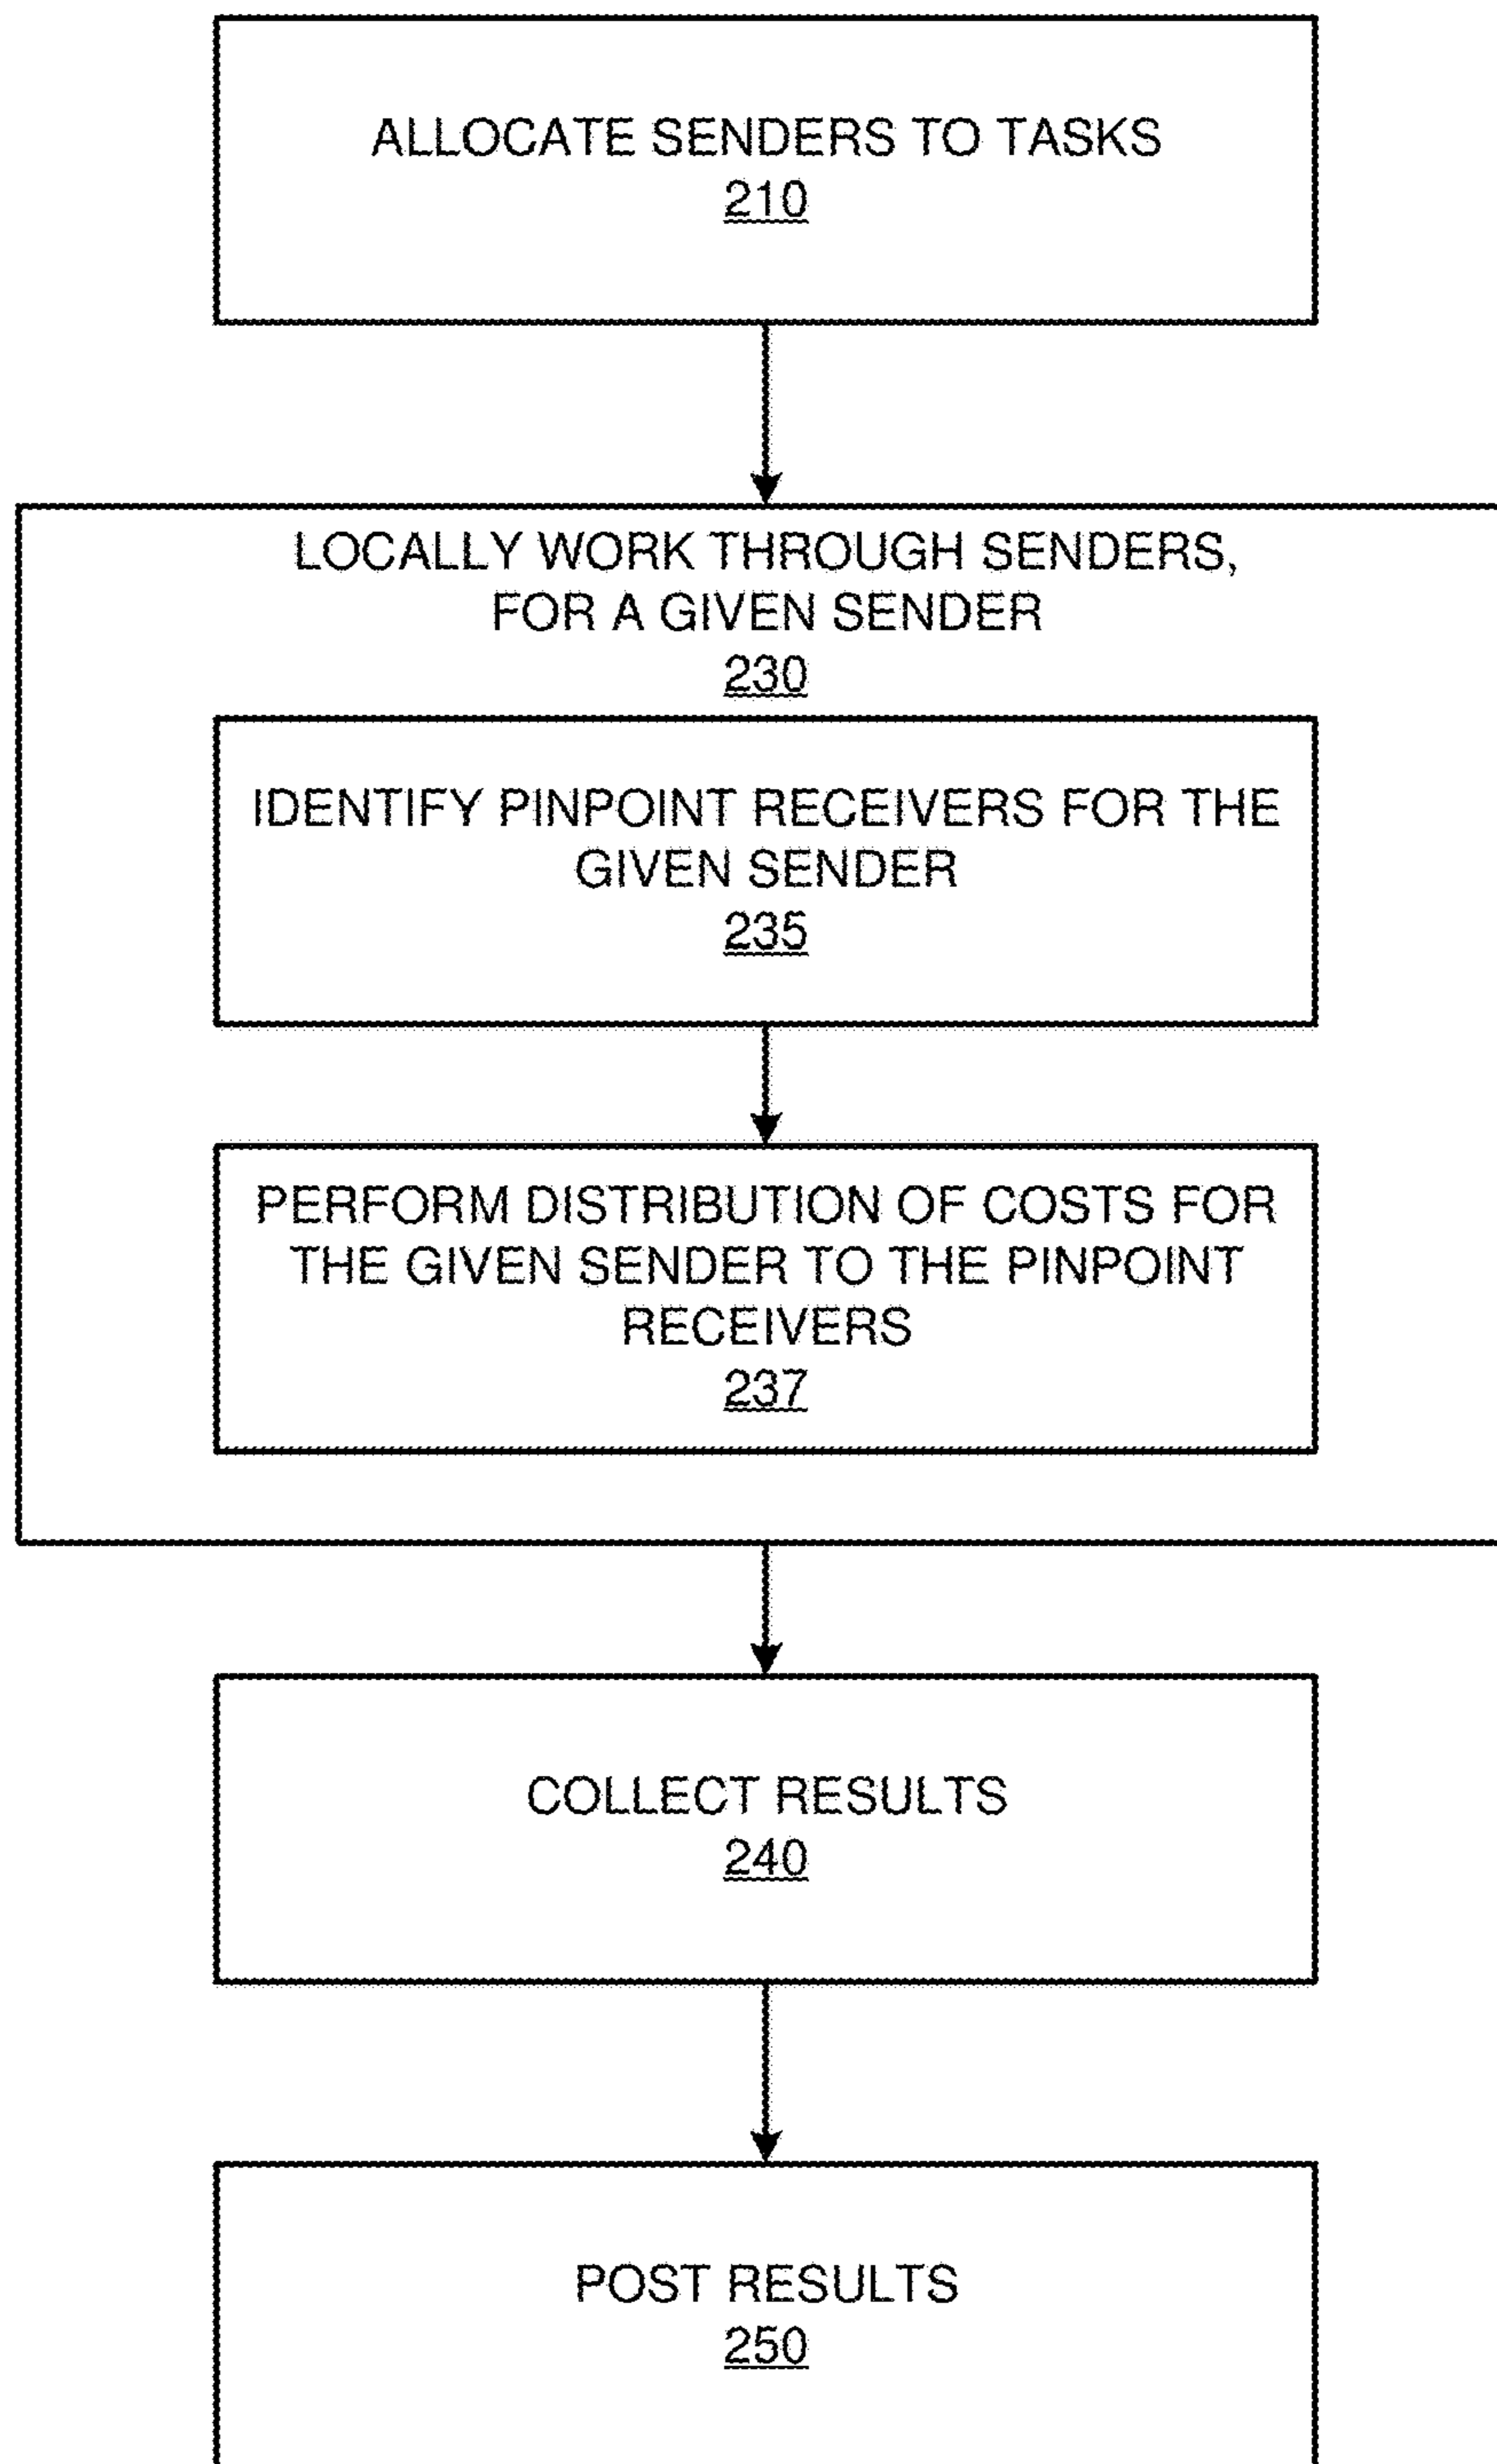 ALLOCATE SENDERS TO TASKS
210
LOCALLY WORK THROUGH SENDERS,
FOR A GIVEN SENDER
230
IDENTIFY PINPOINT RECEIVERS FOR THE
GIVEN SENDER
235
PERFORM DISTRIBUTION OF COSTS FOR
THE GIVEN SENDER TO THE PINPOINT
RECEIVERS
237
COLLECT RESULTS
240
POST RESULTS
250